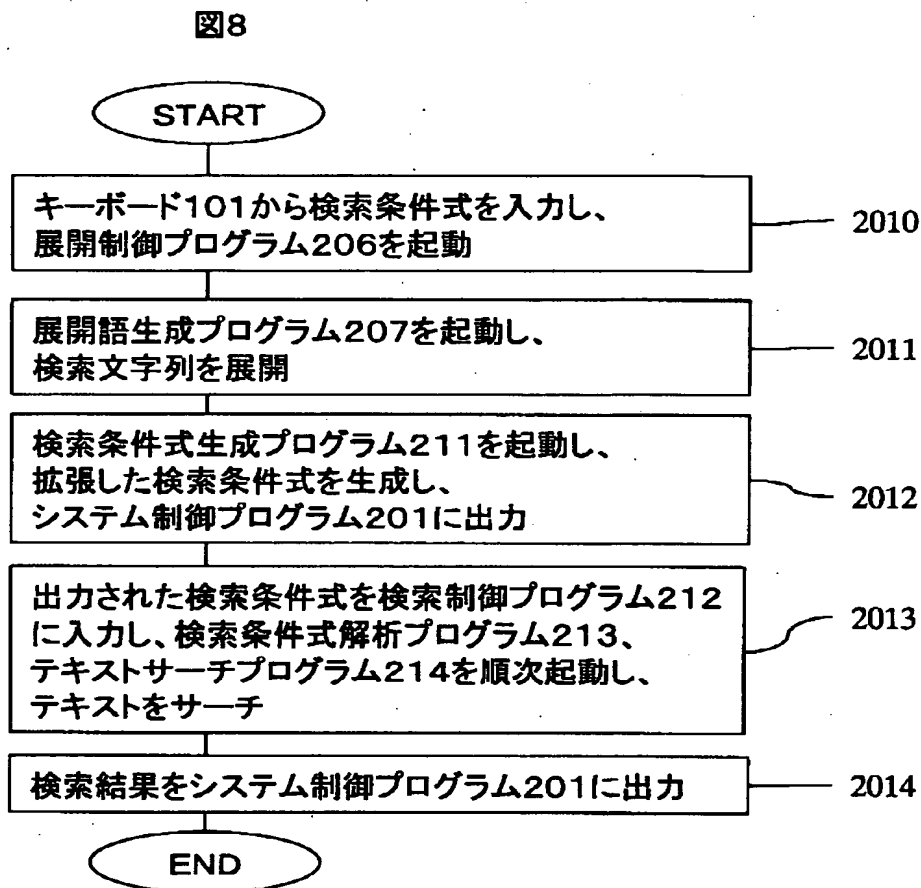 図8
START
キーボード101から検索条件式を入力し、
展開制御プログラム206を起動
2010
展開語生成プログラム207を起動し、
検索文字列を展開
2011
検索条件式生成プログラム211を起動し、
拡張した検索条件式を生成し、
システム制御プログラム201に出力
2012
出力された検索条件式を検索制御プログラム212
に入力し、検索条件式解析プログラム213、
テキストサーチプログラム214を順次起動し、
テキストをサーチ
2013
検索結果をシステム制御プログラム201に出力
2014
END